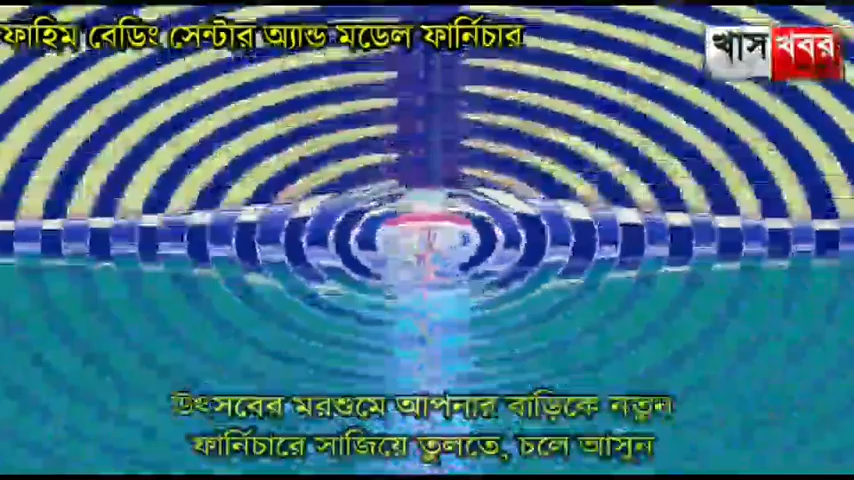 ফাহিম বেডিং সেন্টার অ্যান্ড মডেল ফার্নিচার
খাস খবর
উৎসবের মরশুমে আপনার বাড়িকে নতুন
ফার্নিচারে সাজিয়ে তুলতে, চলে আসুন